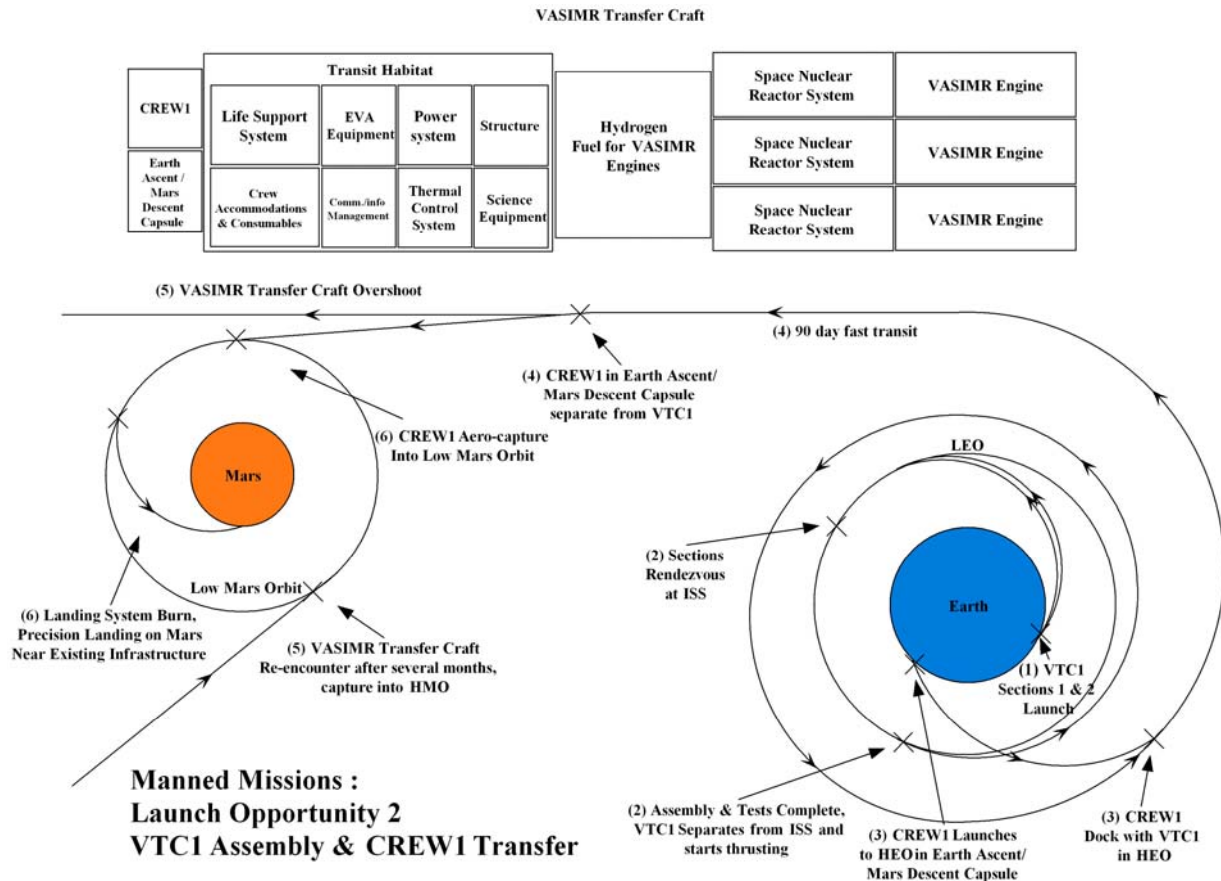 VASIMR Transfer Craft
CREW1
Earth
Ascent /
Mars
Descent
Capsule
Transit Habitat
Life Support
System
EVA
Equipment
Power
system
Structure
Crew
Accommodations
& Consumables
Comm./info
Management
Thermal
Control
System
Science
Equipment
Hydrogen
Fuel for VASIMR
Engines
Space Nuclear
Reactor System
VASIMR Engine
Space Nuclear
Reactor System
VASIMR Engine
Space Nuclear
Reactor System
VASIMR Engine
(5) VASIMR Transfer Craft Overshoot
(4) 90 day fast transit
(4) CREW1 in Earth Ascent/
Mars Descent Capsule
separate from VTC1
(6) CREW1 Aero-capture
Into Low Mars Orbit
Mars
Low Mars Orbit
(6) Landing System Burn,
Precision Landing on Mars
Near Existing Infrastructure
(5) VASIMR Transfer Craft
Re-encounter after several months,
capture into HMO
LEO
(2) Sections
Rendezvous
at ISS
Earth
(1) VTC1
Sections 1 & 2
Launch
(2) Assembly & Tests Complete,
VTC1 Separates from ISS and
starts thrusting
(3) CREW1 Launches
to HEO in Earth Ascent/
Mars Descent Capsule
(3) CREW1
Dock with VTC1
in HEO
Manned Missions :
Launch Opportunity 2
VTC1 Assembly & CREW1 Transfer